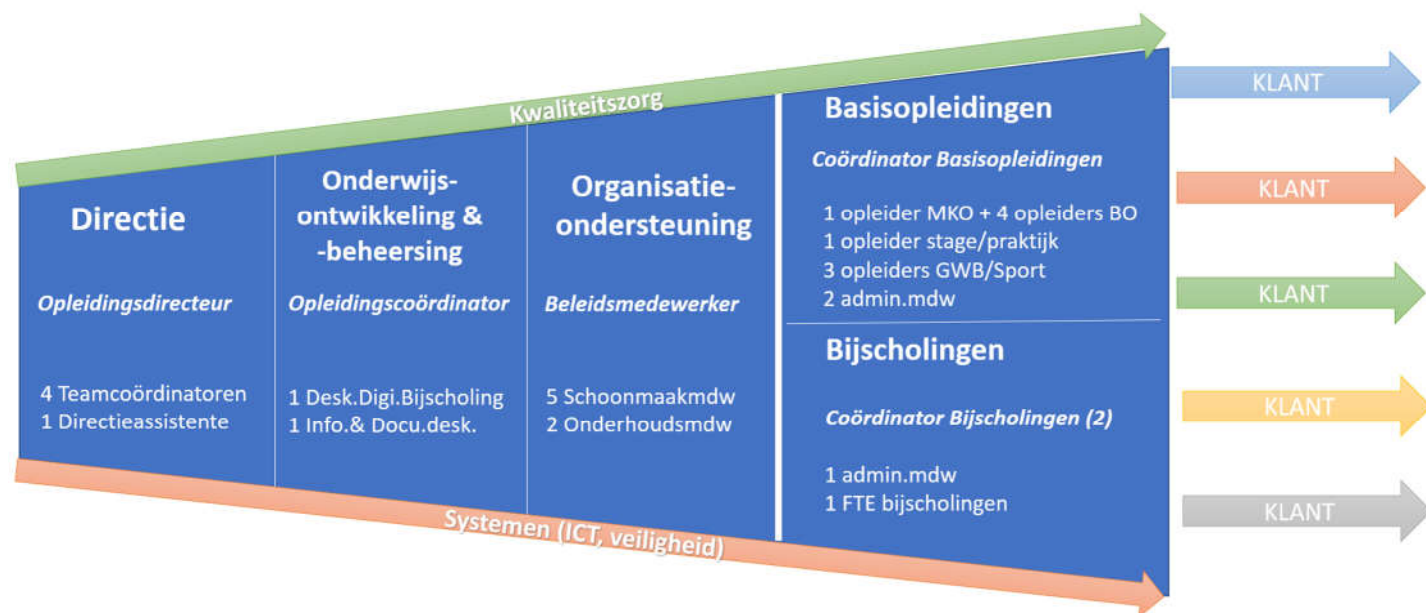 Kwaliteitszorg
Directie
Opleidingsdirecteur
4 Teamcoördinatoren
1 Directieassistente
Onderwijs-
ontwikkeling &
-beheersing
Opleidingscoördinator
1 Desk.Digi.Bijscholing
1 Info.& Docu.desk.
Organisatie-
ondersteuning
Beleidsmedewerker
5 Schoonmaakmdw
2 Onderhoudsmdw
Basisopleidingen
Coördinator Basisopleidingen
1 opleider MKO + 4 opleiders BO
1 opleider stage/praktijk
3 opleiders GWB/Sport
2 admin.mdw
Bijscholingen
Coördinator Bijscholingen (2)
1 admin.mdw
1 FTE bijscholingen
Systemen (ICT, veiligheid)
KLANT
KLANT
KLANT
KLANT
KLANT